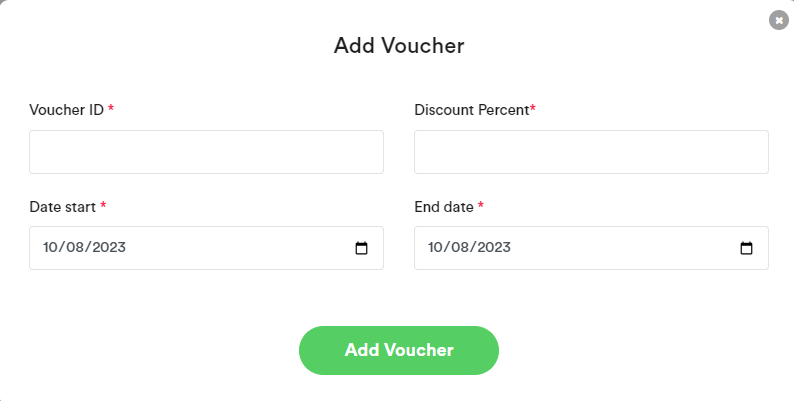 Add Voucher
Voucher ID *
Discount Percent*
Date start *
End date *
10/08/2023
10/08/2023
Add Voucher